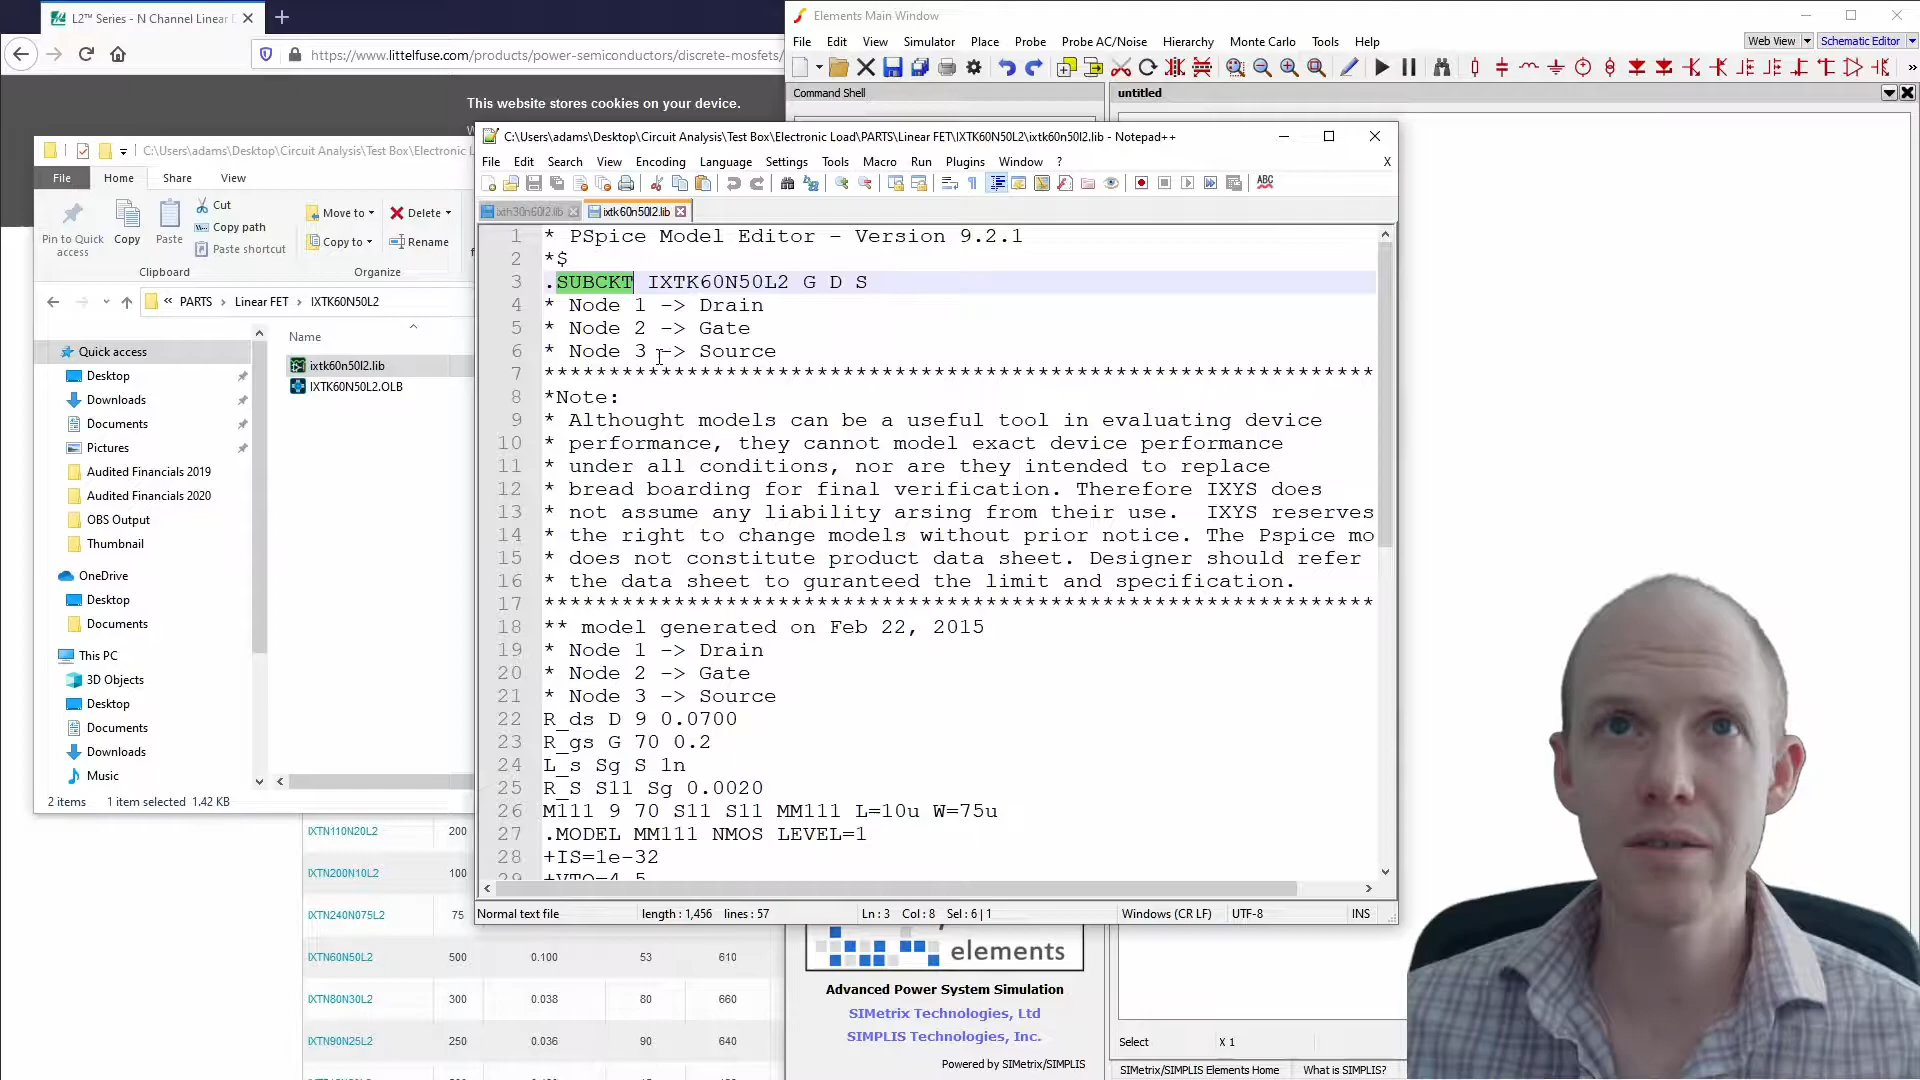 L2™ Series - N Channel Linear
https://www.littelfuse.com/products/power-semiconductors/discrete-mosfets/
This website stores cookies on your device.
Elements Main Window
File Edit View Simulator Place Probe Probe AC/Noise Hierarchy Monte Carlo Tools Help
Web View
Schematic Editor
Command Shell
untitled
C:\Users\adams\Desktop\Circuit Analysis\Test Box\Electronic L
File Home Share View
Pin to Quick access
Copy
Paste
Cut
Copy path
Paste shortcut
Clipboard
Move to
Copy to
Delete
Rename
Organize
« PARTS › Linear FET › IXTK60N50L2
Name
ixtk60n50l2.lib
IXTK60N50L2.OLB
Quick access
Desktop
Downloads
Documents
Pictures
Audited Financials 2019
Audited Financials 2020
OBS Output
Thumbnail
OneDrive
Desktop
Documents
This PC
3D Objects
Desktop
Documents
Downloads
Music
2 items 1 item selected 1.42 KB
C:\Users\adams\Desktop\Circuit Analysis\Test Box\Electronic Load\PARTS\Linear FET\IXTK60N50L2\ixtk60n50l2.lib - Notepad++
File Edit Search View Encoding Language Settings Tools Macro Run Plugins Window ? X
ABC
ixth30n60l2.lib
ixtk60n50l2.lib
1 * PSpice Model Editor - Version 9.2.1
2 *$
3 .SUBCKT IXTK60N50L2 G D S
4 * Node 1 -> Drain
5 * Node 2 -> Gate
6 * Node 3 -> Source
7 ****************************************************************
8 *Note:
9 * Althought models can be a useful tool in evaluating device
10 * performance, they cannot model exact device performance
11 * under all conditions, nor are they intended to replace
12 * bread boarding for final verification. Therefore IXYS does
13 * not assume any liability arsing from their use.  IXYS reserves
14 * the right to change models without prior notice. The Pspice mo
15 * does not constitute product data sheet. Designer should refer
16 * the data sheet to guranteed the limit and specification.
17 ****************************************************************
18 ** model generated on Feb 22, 2015
19 * Node 1 -> Drain
20 * Node 2 -> Gate
21 * Node 3 -> Source
22 R_ds D 9 0.0700
23 R_gs G 70 0.2
24 L_s Sg S 1n
25 R_S S11 Sg 0.0020
26 M111 9 70 S11 S11 MM111 L=10u W=75u
27 .MODEL MM111 NMOS LEVEL=1
28 +IS=1e-32
29 +VTO=4.5
Normal text file length : 1,456 lines : 57 Ln : 3 Col : 8 Sel : 6 | 1 Windows (CR LF) UTF-8 INS
IXTN110N20L2 200
IXTN200N10L2 100
IXTN240N075L2 75
IXTN60N50L2 500 0.100 53 610
IXTN80N30L2 300 0.038 80 660
IXTN90N25L2 250 0.036 90 640
elements
Advanced Power System Simulation
SIMetrix Technologies, Ltd
SIMPLIS Technologies, Inc.
Powered by SIMetrix/SIMPLIS
Select X 1
SIMetrix/SIMPLIS Elements Home What is SIMPLIS?